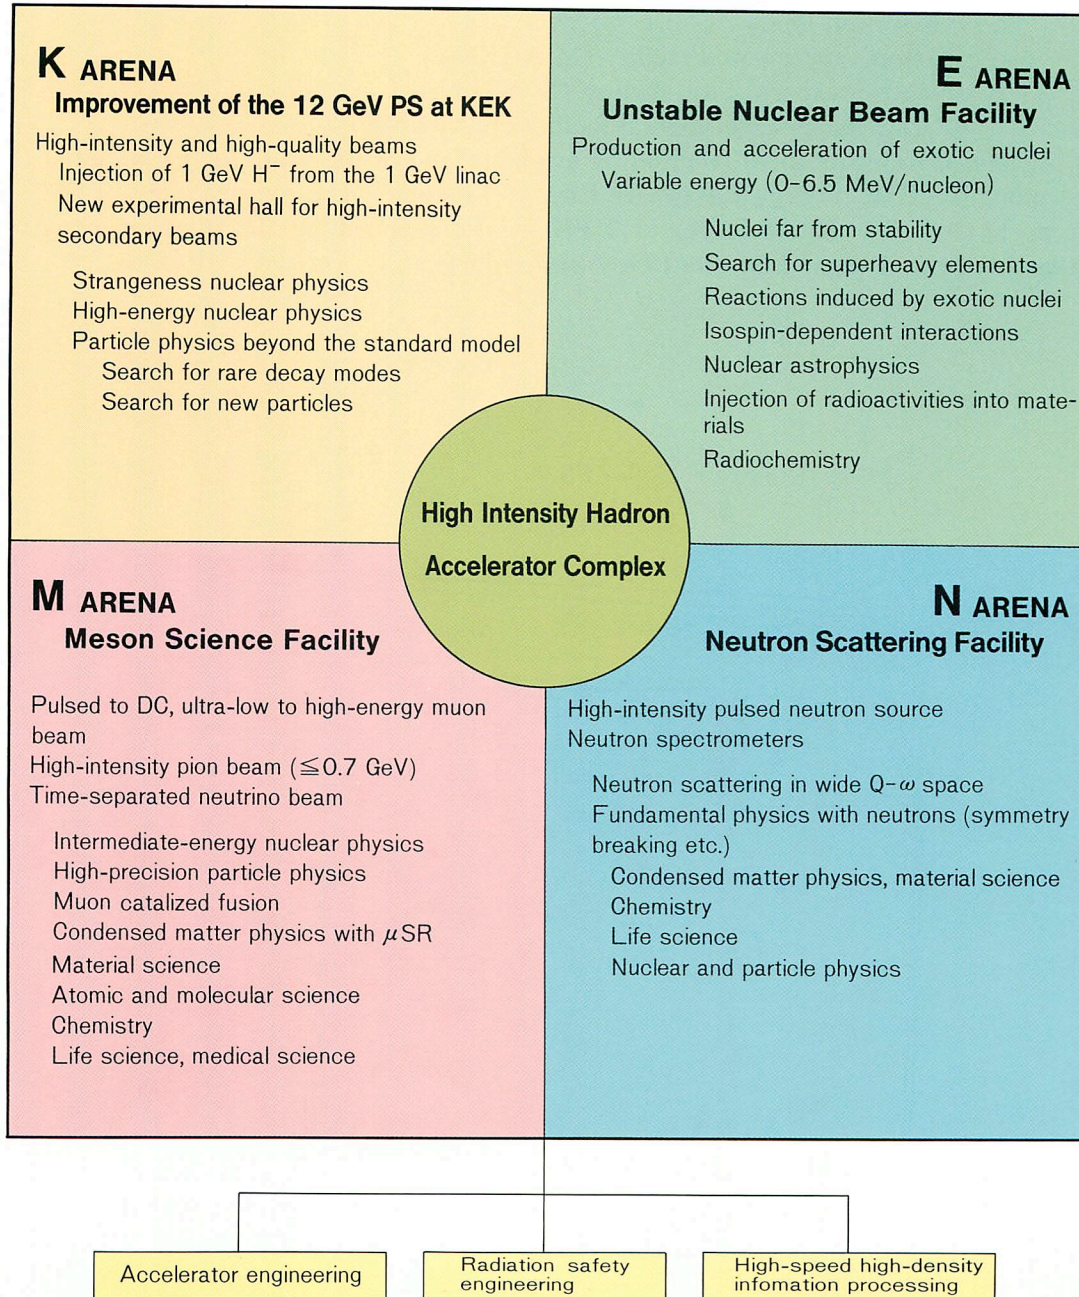 K ARENA
Improvement of the 12 GeV PS at KEK
High-intensity and high-quality beams
Injection of 1 GeV H⁻ from the 1 GeV linac
New experimental hall for high-intensity
secondary beams
Strangeness nuclear physics
High-energy nuclear physics
Particle physics beyond the standard model
Search for rare decay modes
Search for new particles
E ARENA
Unstable Nuclear Beam Facility
Production and acceleration of exotic nuclei
Variable energy (0-6.5 MeV/nucleon)
Nuclei far from stability
Search for superheavy elements
Reactions induced by exotic nuclei
Isospin-dependent interactions
Nuclear astrophysics
Injection of radioactivities into mate-
rials
Radiochemistry
High Intensity Hadron
Accelerator Complex
M ARENA
Meson Science Facility
Pulsed to DC, ultra-low to high-energy muon
beam
High-intensity pion beam (≦0.7 GeV)
Time-separated neutrino beam
Intermediate-energy nuclear physics
High-precision particle physics
Muon catalized fusion
Condensed matter physics with μSR
Material science
Atomic and molecular science
Chemistry
Life science, medical science
N ARENA
Neutron Scattering Facility
High-intensity pulsed neutron source
Neutron spectrometers
Neutron scattering in wide Q-ω space
Fundamental physics with neutrons (symmetry
breaking etc.)
Condensed matter physics, material science
Chemistry
Life science
Nuclear and particle physics
Accelerator engineering
Radiation safety
engineering
High-speed high-density
infomation processing